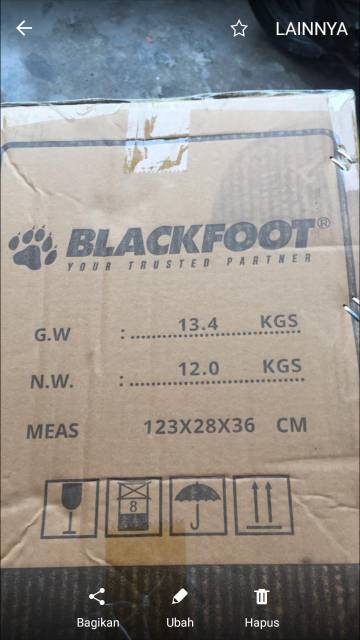 LAINNYA
BLACKFOOT®
YOUR TRUSTED PARTNER
G.W : 13.4 KGS
N.W. : 12.0 KGS
MEAS 123X28X36 CM
8
Bagikan Ubah Hapus